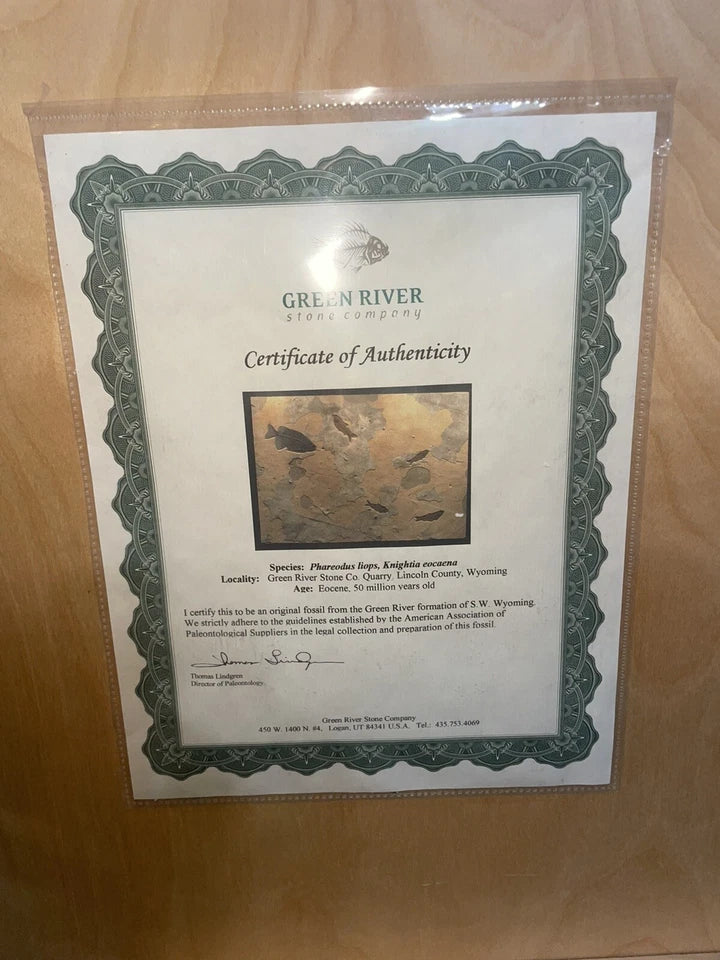 GREEN RIVER
stone company
Certificate of Authenticity
Species: Phareodus liops, Knightia eocaena
Locality: Green River Stone Co. Quarry, Lincoln County, Wyoming
Age: Eocene, 50 million years old
I certify this to be an original fossil from the Green River formation of S.W. Wyoming.
We strictly adhere to the guidelines established by the American Association of
Paleontological Suppliers in the legal collection and preparation of this fossil.
Thomas Lindgren
Thomas Lindgren
Director of Paleontology
Green River Stone Company
450 W. 1400 N. #4, Logan, UT 84341 U.S.A. Tel.: 435.753.4069